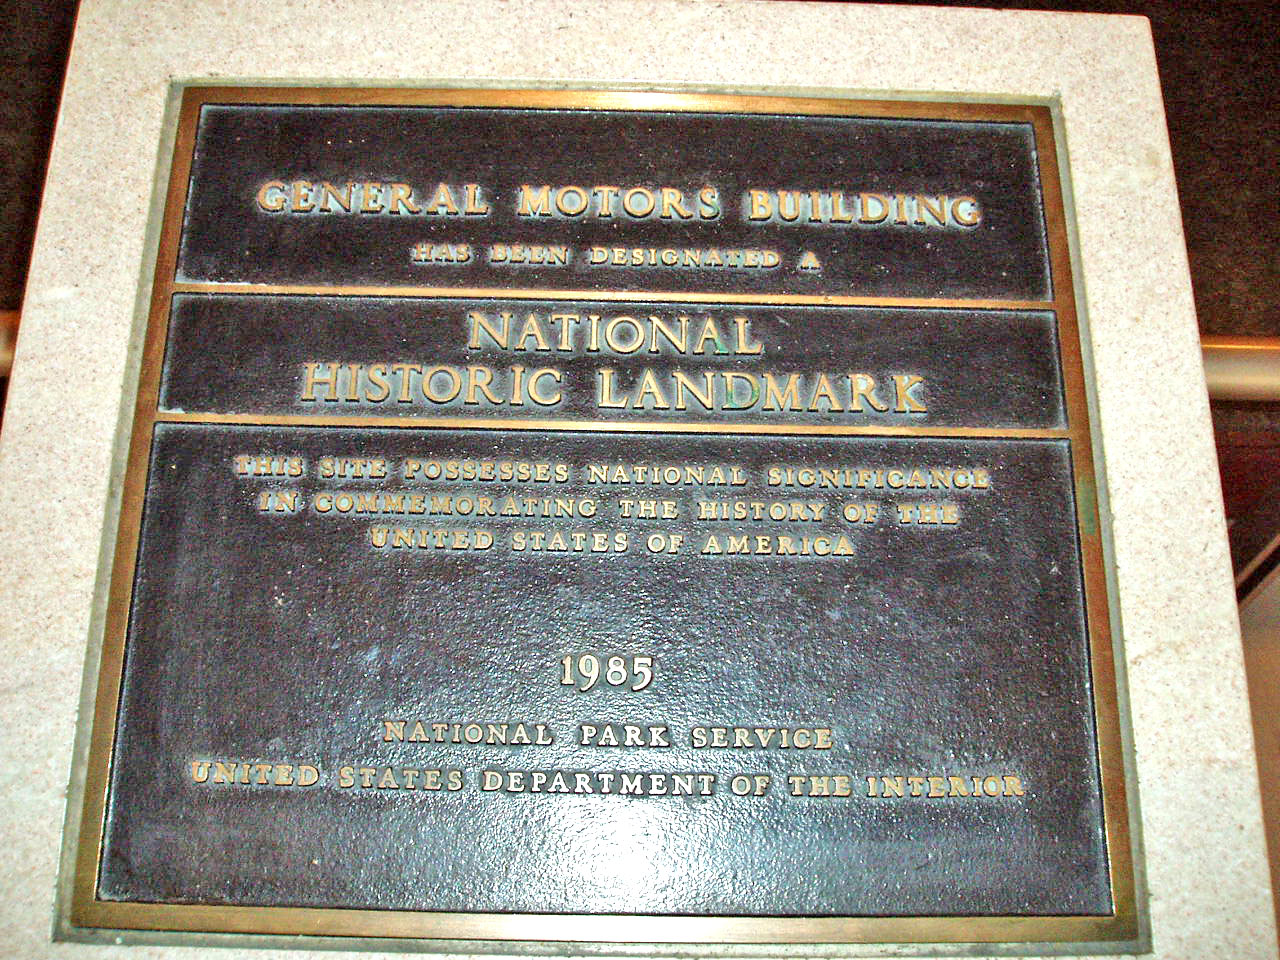 GENERAL MOTORS BUILDING
HAS BEEN DESIGNATED A
NATIONAL
HISTORIC LANDMARK
THIS SITE POSSESSES NATIONAL SIGNIFICANCE
IN COMMEMORATING THE HISTORY OF THE
UNITED STATES OF AMERICA
1985
NATIONAL PARK SERVICE
UNITED STATES DEPARTMENT OF THE INTERIOR